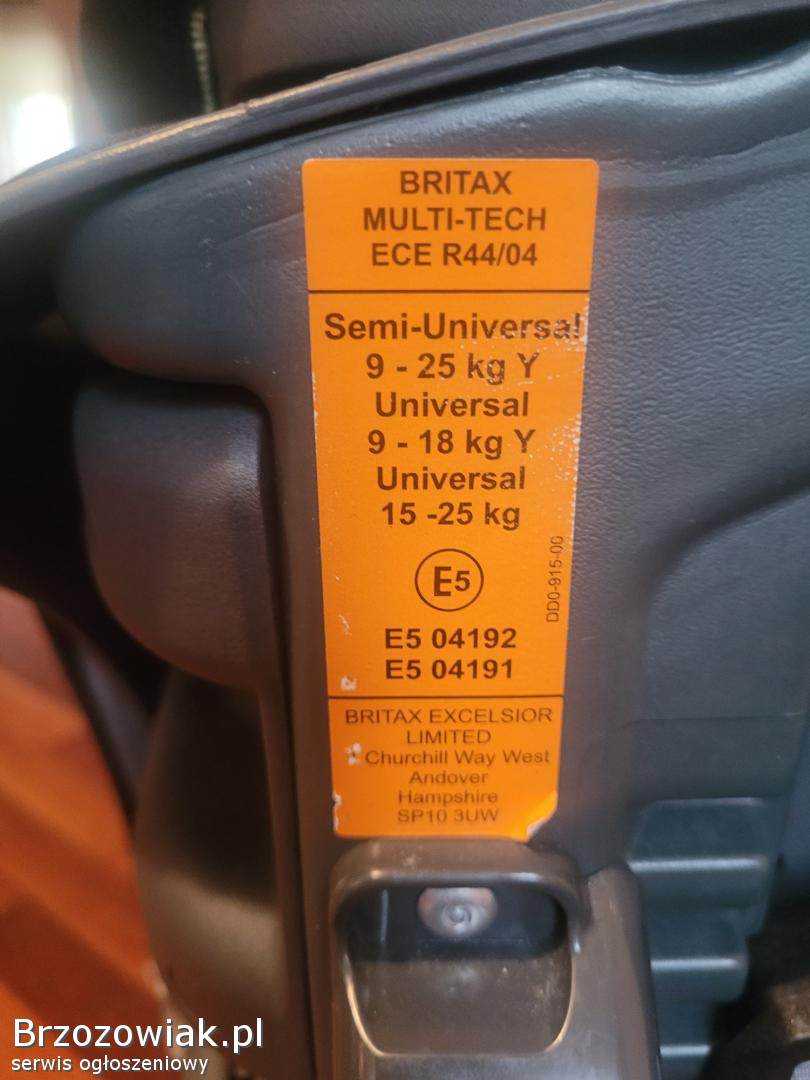 BRITAX
MULTI-TECH
ECE R44/04
Semi-Universal
9 - 25 kg Y
Universal
9 - 18 kg Y
Universal
15 -25 kg
E5
DD0-915-00
E5 04192
E5 04191
BRITAX EXCELSIOR
LIMITED
Churchill Way West
Andover
Hampshire
SP10 3UW
Brzozowiak.pl
serwis ogłoszeniowy